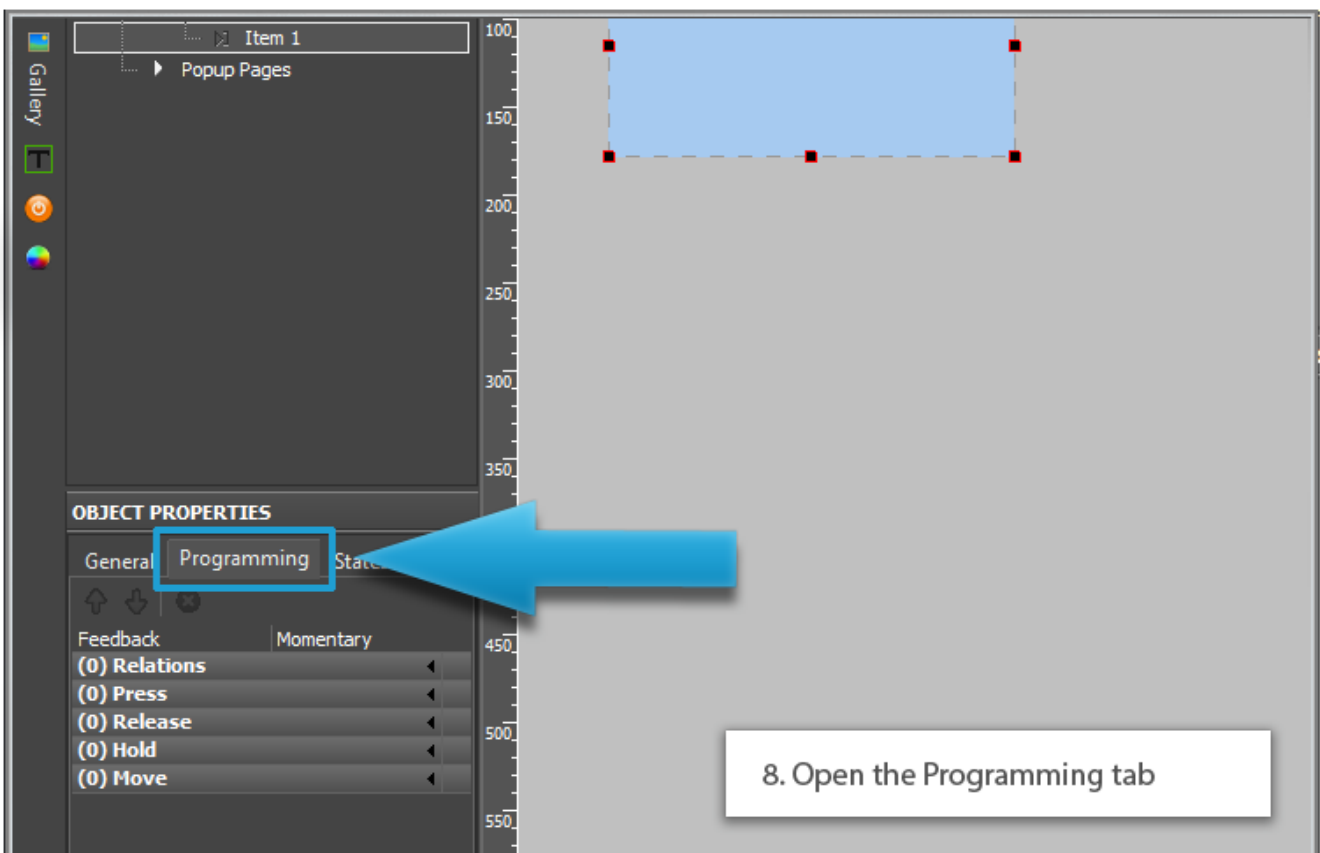 Gallery
Item 1
Popup Pages
100
150
200
250
300
350
450
500
550
OBJECT PROPERTIES
General Programming States
Feedback Momentary
(0) Relations
(0) Press
(0) Release
(0) Hold
(0) Move
8. Open the Programming tab